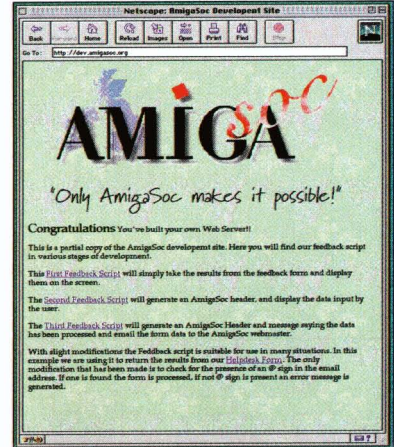 Netscape: AmigaSoc Developent Site
Back Forward Home Reload Images Open Print Find Stop
Go To: http://dev.amigasoc.org
AMIGA soc
"Only AmigaSoc makes it possible!"
Congratulations You've built your own Web Server!!
This is a partial copy of the AmigaSoc developemt site. Here you will find our feedback script
in various stages of development.
This First Feedback Script will simply take the results from the feedback form and display
them on the screen.
The Second Feedback Script will generate an AmigaSoc header, and display the data input by
the user.
The Third Feedback Script will generate an AmigaSoc Header and message saying the data
has been processed and email the form data to the AmigaSoc webmaster.
With slight modifications the Feddback script is suitible for use in many situations. In this
example we are using it to return the results from our Helpdesk Form. The only
modification that has been made is to check for the presence of an @ sign in the email
address. If one is found the form is processed, if not @ sign is present an error message is
generated.